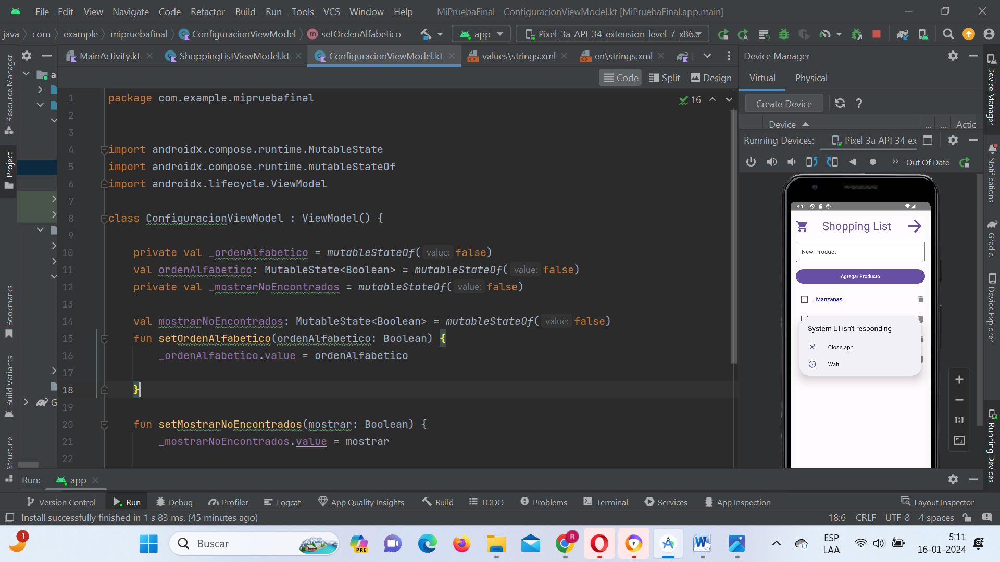 File Edit View Navigate Code Refactor Build Run Tools VCS Window Help MiPruebaFinal - ConfiguracionViewModel.kt [MiPruebaFinal.app.main]
java com example mipruebafinal ConfiguracionViewModel setOrdenAlfabetico app Pixel_3a_API_34_extension_level_7_x86...
MainActivity.kt ShoppingListViewModel.kt ConfiguracionViewModel.kt values\strings.xml en\strings.xml
Code Split Design
16
1 package com.example.mipruebafinal
2
3
4 import androidx.compose.runtime.MutableState
5 import androidx.compose.runtime.mutableStateOf
6 import androidx.lifecycle.ViewModel
7
8 class ConfiguracionViewModel : ViewModel() {
9
10 private val _ordenAlfabetico = mutableStateOf( value: false)
11 val ordenAlfabetico: MutableState<Boolean> = mutableStateOf( value: false)
12 private val _mostrarNoEncontrados = mutableStateOf( value: false)
13
14 val mostrarNoEncontrados: MutableState<Boolean> = mutableStateOf( value: false)
15 fun setOrdenAlfabetico(ordenAlfabetico: Boolean) {
16 _ordenAlfabetico.value = ordenAlfabetico
17
18 }
19
20 fun setMostrarNoEncontrados(mostrar: Boolean) {
21 _mostrarNoEncontrados.value = mostrar
22
Resource Manager
Project
Bookmarks
Build Variants
Structure
a
G
Device Manager
Virtual Physical
Create Device
Device ... ... Actic
Running Devices: Pixel 3a API 34 ex
Out Of Date
8:11
Shopping List
New Product
Agregar Producto
Manzanas
System UI isn't responding
Close app
Wait
1:1
Device Manager
Notifications
Gradle
Device Explorer
Running Devices
Run: app
Version Control Run Debug Profiler Logcat App Quality Insights Build TODO Problems Terminal Services App Inspection Layout Inspector
Install successfully finished in 1 s 83 ms. (45 minutes ago) 18:6 CRLF UTF-8 4 spaces
1
Buscar
PRE
R
ESP
LAA
5:11
16-01-2024